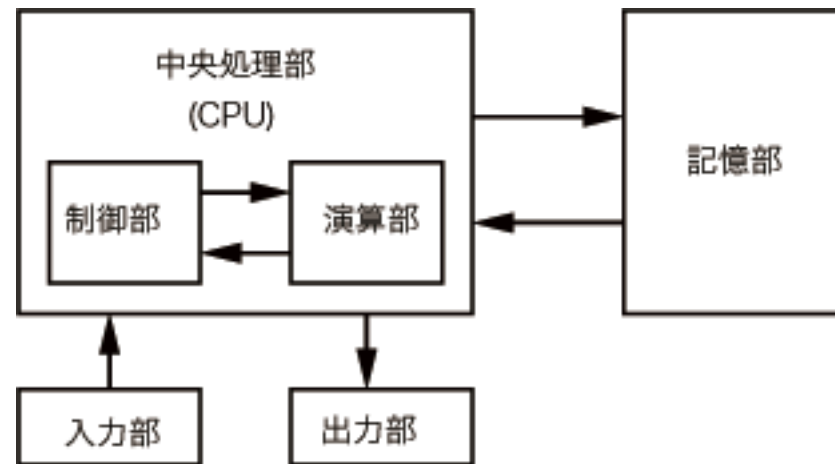 中央処理部
(CPU)
記憶部
制御部
演算部
入力部
出力部